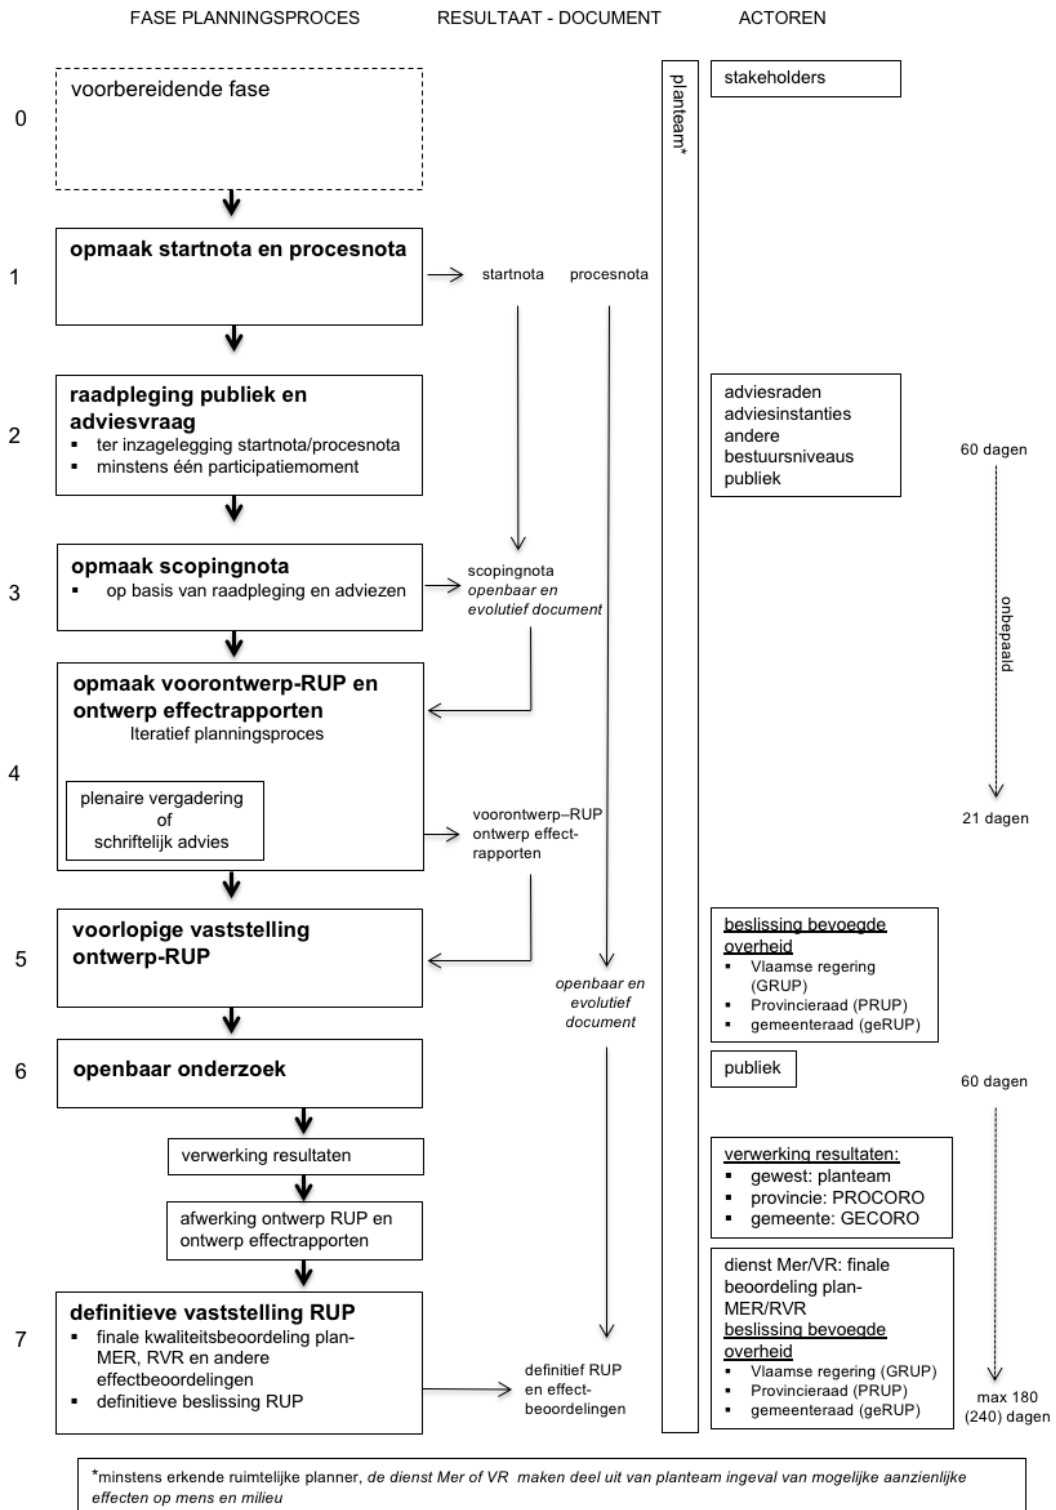 FASE PLANNINGSPROCES
RESULTAAT - DOCUMENT
ACTOREN
0
voorbereidende fase
planteam*
stakeholders
1
opmaak startnota en procesnota
startnota
procesnota
2
raadpleging publiek en
adviesvraag
▪ ter inzagelegging startnota/procesnota
▪ minstens één participatiemoment
adviesraden
adviesinstanties
andere
bestuursniveaus
publiek
60 dagen
3
opmaak scopingnota
▪ op basis van raadpleging en adviezen
scopingnota
openbaar en
evolutief document
onbepaald
4
opmaak voorontwerp-RUP en
ontwerp effectrapporten
Iteratief planningsproces
plenaire vergadering
of
schriftelijk advies
voorontwerp–RUP
ontwerp effect-
rapporten
21 dagen
5
voorlopige vaststelling
ontwerp-RUP
openbaar en
evolutief
document
beslissing bevoegde
overheid
▪ Vlaamse regering
(GRUP)
▪ Provincieraad (PRUP)
▪ gemeenteraad (geRUP)
6
openbaar onderzoek
publiek
60 dagen
verwerking resultaten
verwerking resultaten:
▪ gewest: planteam
▪ provincie: PROCORO
▪ gemeente: GECORO
afwerking ontwerp RUP en
ontwerp effectrapporten
7
definitieve vaststelling RUP
▪ finale kwaliteitsbeoordeling plan-
MER, RVR en andere
effectbeoordelingen
▪ definitieve beslissing RUP
definitief RUP
en effect-
beoordelingen
dienst Mer/VR: finale
beoordeling plan-
MER/RVR
beslissing bevoegde
overheid
▪ Vlaamse regering (GRUP)
▪ Provincieraad (PRUP)
▪ gemeenteraad (geRUP)
max 180
(240) dagen
*minstens erkende ruimtelijke planner, de dienst Mer of VR maken deel uit van planteam ingeval van mogelijke aanzienlijke
effecten op mens en milieu